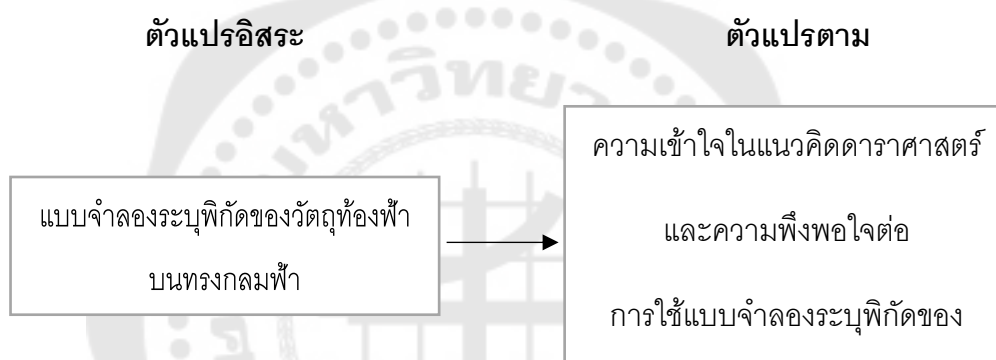 ตัวแปรอิสระ
ตัวแปรตาม
แบบจำลองระบุพิกัดของวัตถุท้องฟ้า
บนทรงกลมฟ้า
ความเข้าใจในแนวคิดดาราศาสตร์
และความพึงพอใจต่อ
การใช้แบบจำลองระบุพิกัดของ